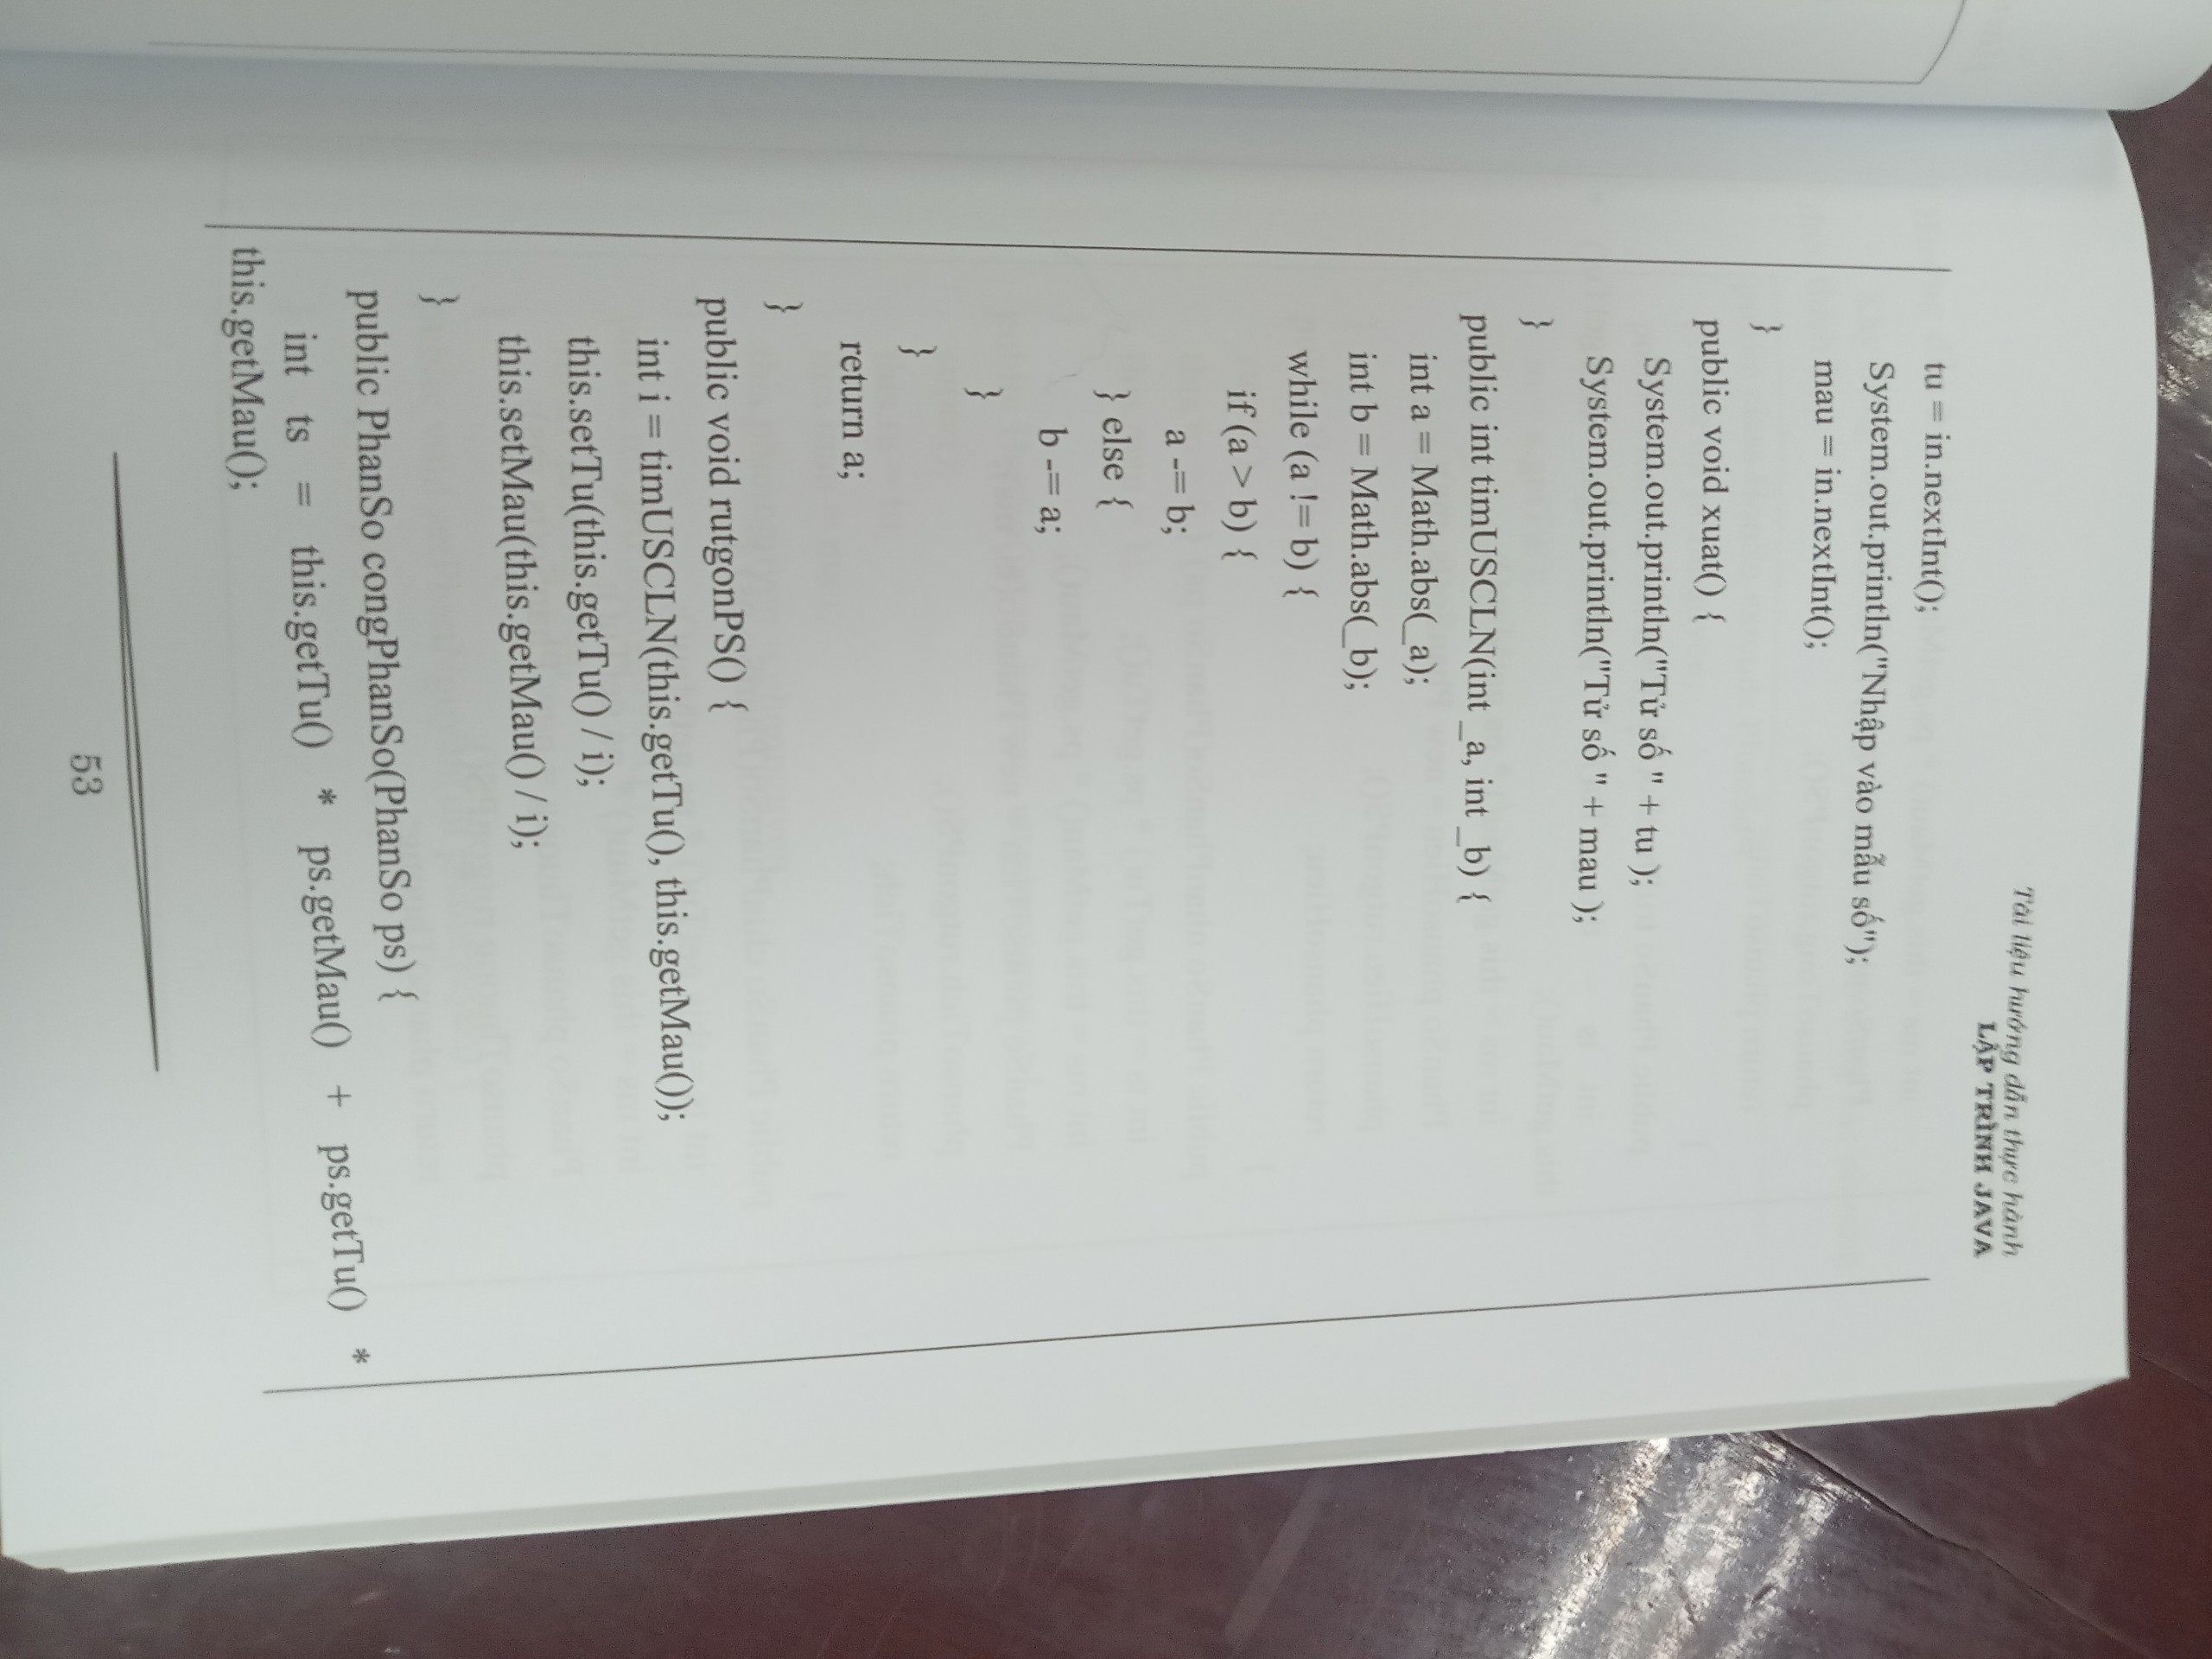 Tài liệu hướng dẫn thực hành
LẬP TRÌNH JAVA
tu = in.nextInt();
System.out.println("Nhập vào mẫu số");
mau = in.nextInt();
}
public void xuat() {
System.out.println("Tử số " + tu );
System.out.println("Tử số " + mau );
}
public int timUSCLN(int _a, int _b) {
int a = Math.abs(_a);
int b = Math.abs(_b);
while (a != b) {
if (a > b) {
a -= b;
} else {
b -= a;
}
}
return a;
}
public void rutgonPS() {
int i = timUSCLN(this.getTu(), this.getMau());
this.setTu(this.getTu() / i);
this.setMau(this.getMau() / i);
}
public PhanSo congPhanSo(PhanSo ps) {
int ts = this.getTu() * ps.getMau() + ps.getTu() *
this.getMau();
53